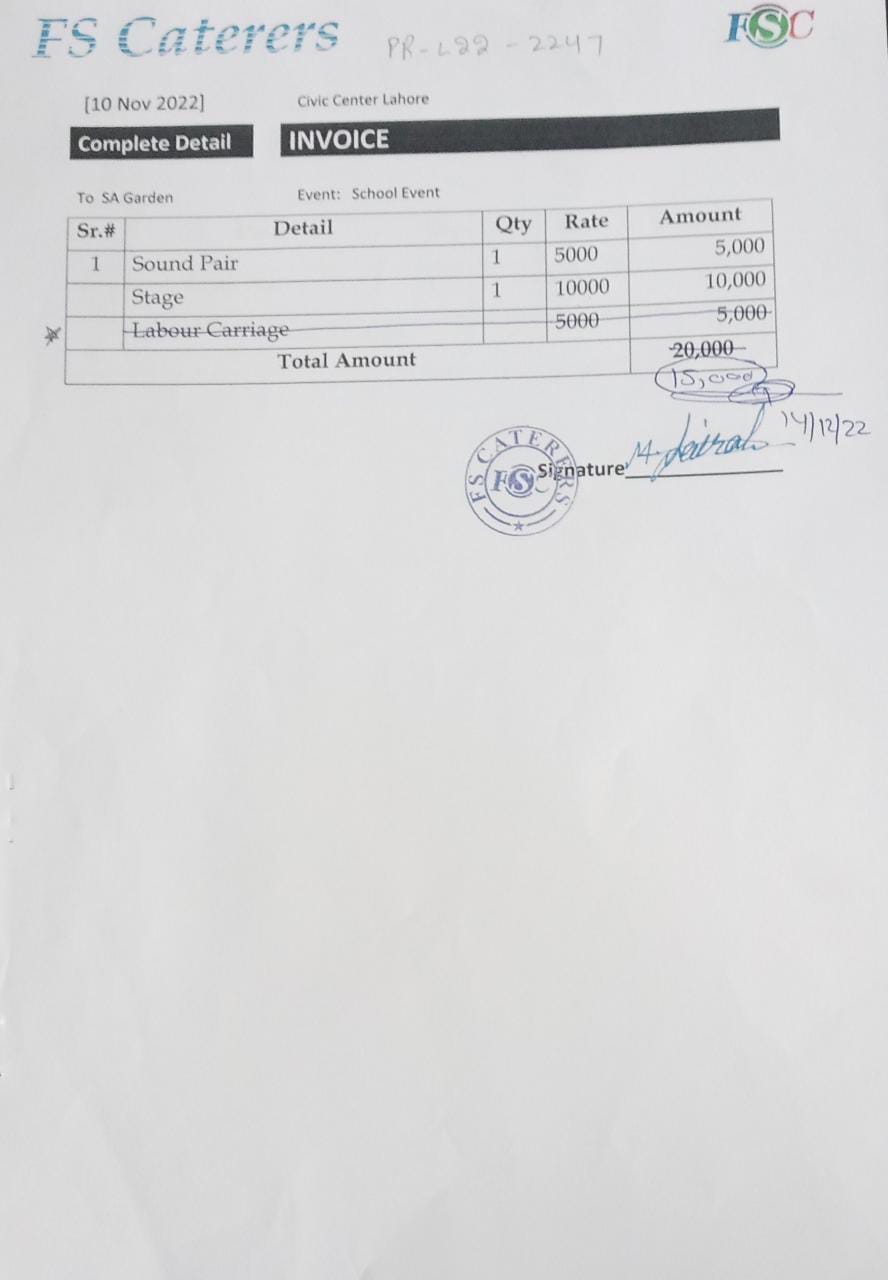 FS Caterers
PR-L22-2247
FSC
[10 Nov 2022] Civic Center Lahore
Complete Detail INVOICE
To SA Garden Event: School Event
Sr.# Detail Qty Rate Amount
1 Sound Pair 1 5000 5,000
Stage 1 10000 10,000
Labour Carriage 5000 5,000
Total Amount 20,000
15,000
14/12/22
FS CATERERS
FS
Signature